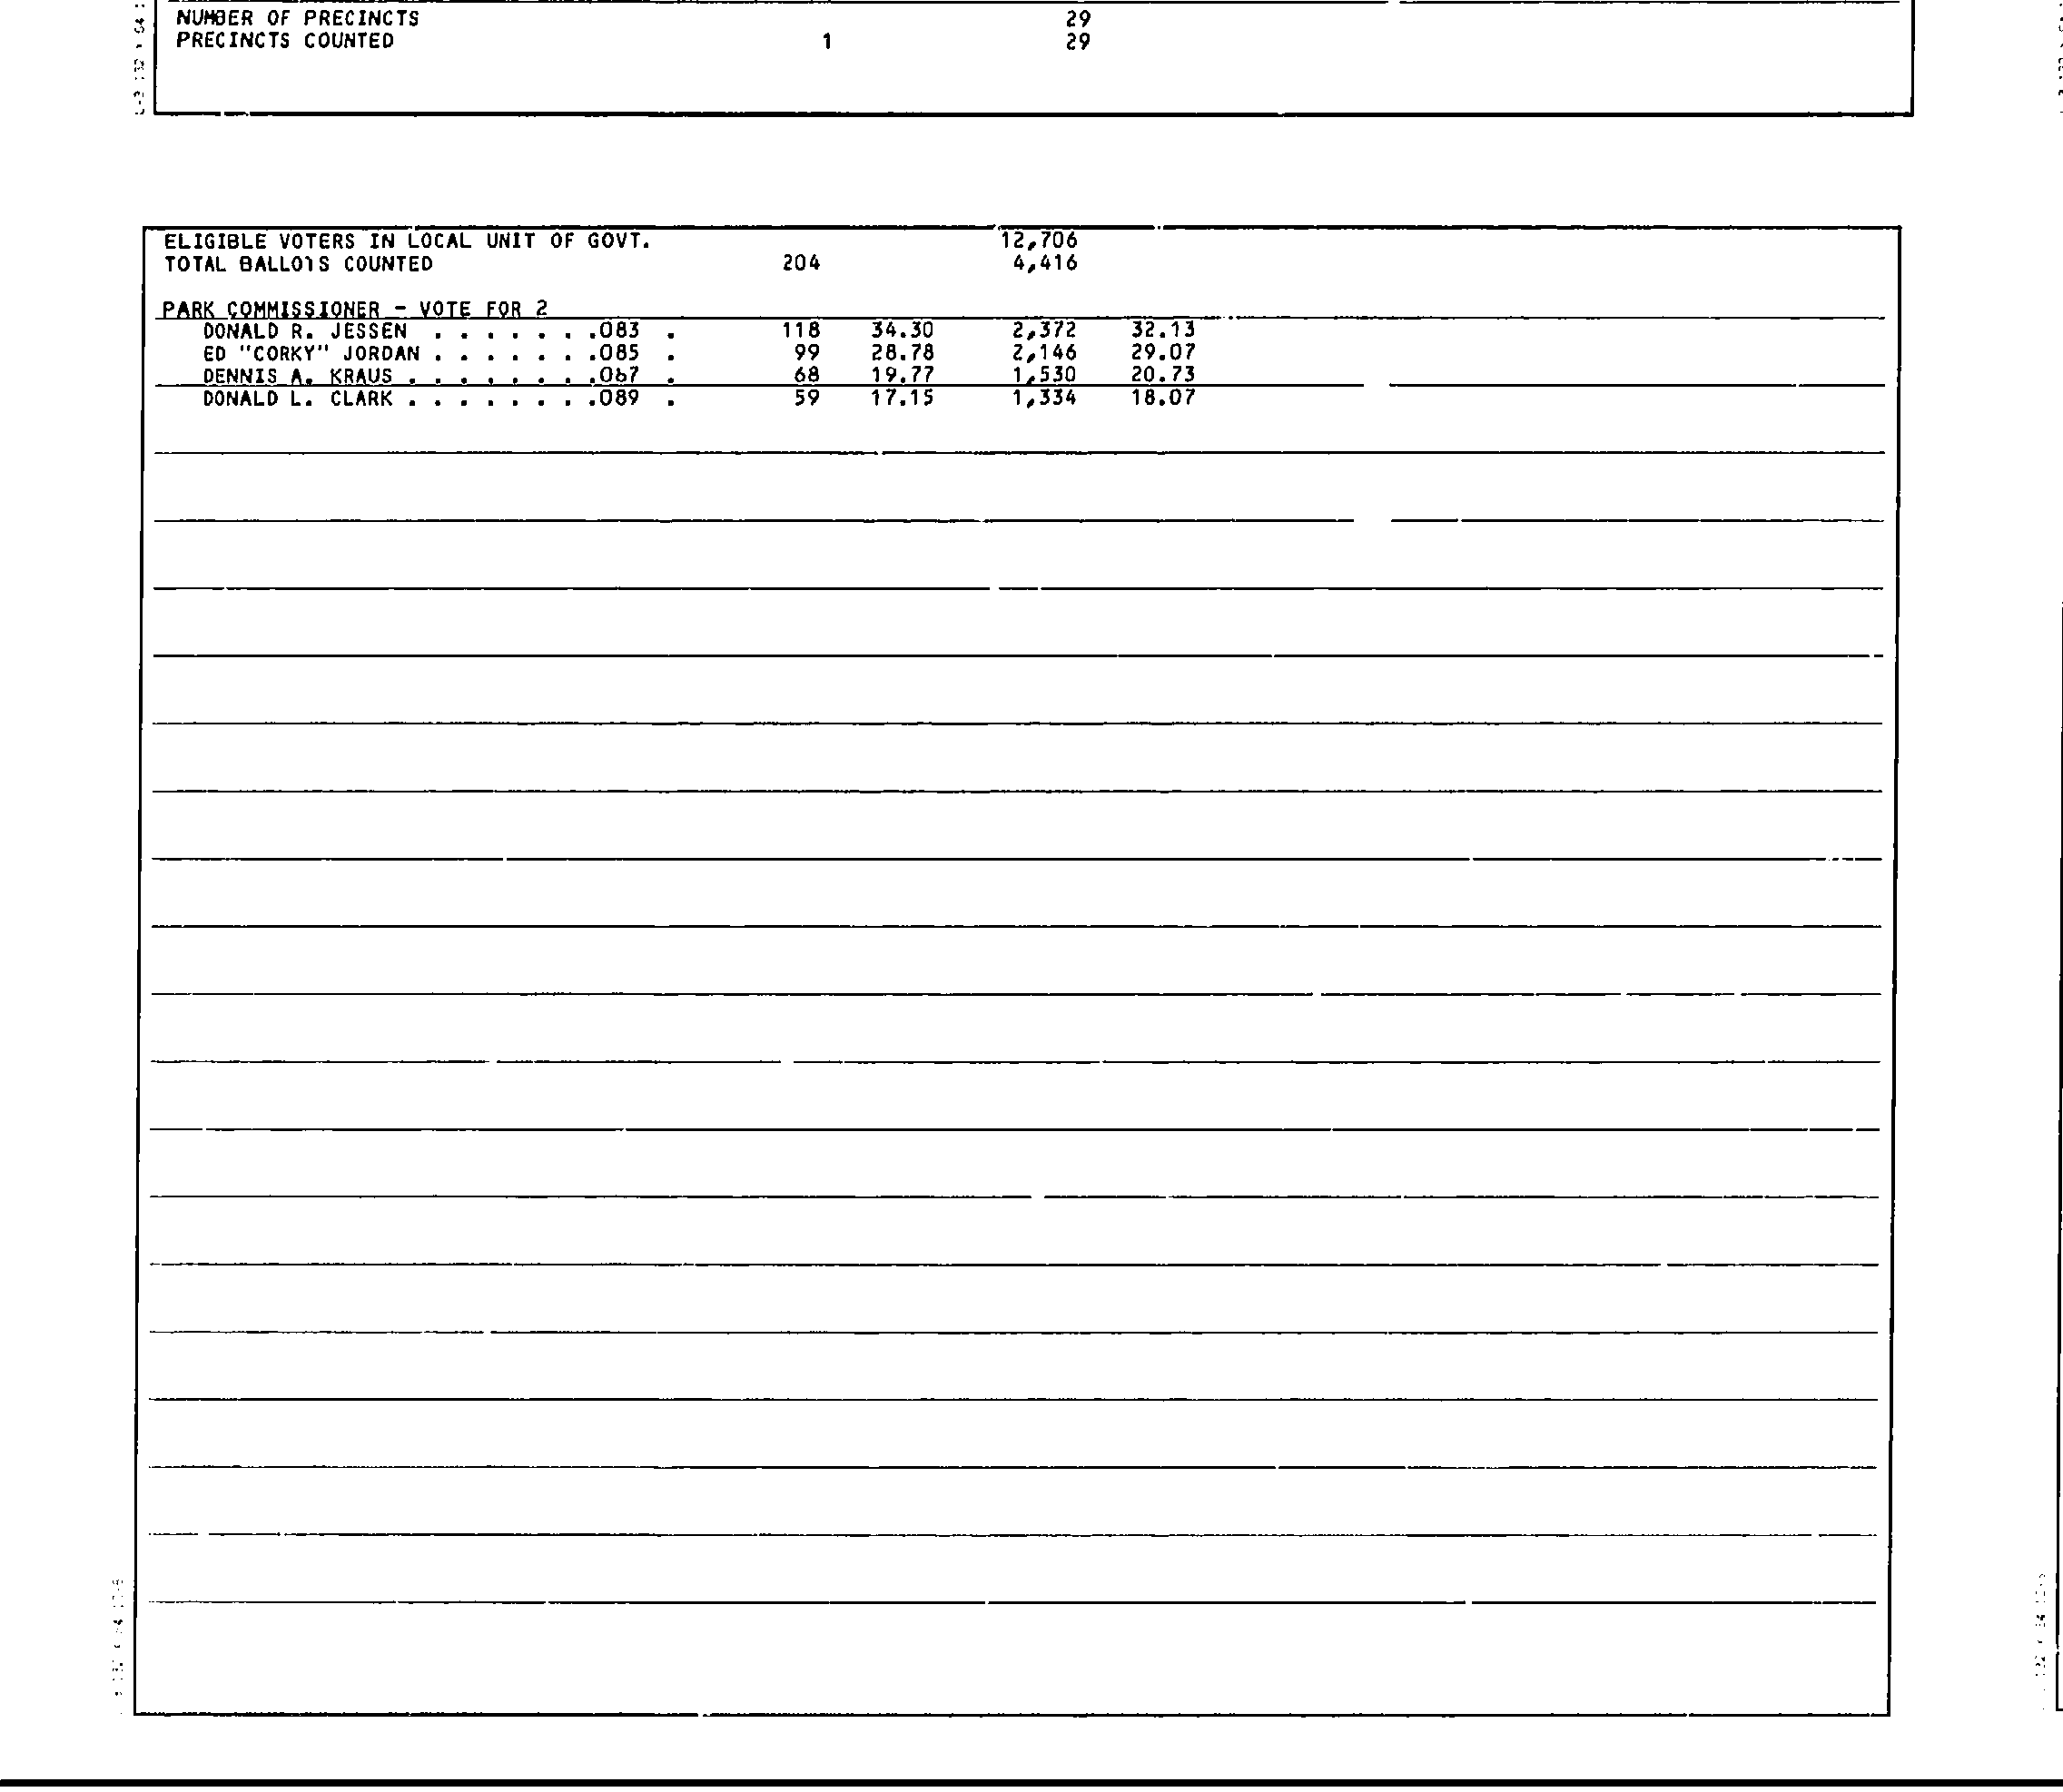 NUMBER OF PRECINCTS 29
PRECINCTS COUNTED 1 29
ELIGIBLE VOTERS IN LOCAL UNIT OF GOVT. 12,706
TOTAL BALLOTS COUNTED 204 4,416
PARK COMMISSIONER - VOTE FOR 2
DONALD R. JESSEN . . . . . . .083 . 118 34.30 2,372 32.13
ED "CORKY" JORDAN . . . . . . .085 . 99 28.78 2,146 29.07
DENNIS A. KRAUS . . . . . . . .087 . 68 19.77 1,530 20.73
DONALD L. CLARK . . . . . . . .089 . 59 17.15 1,334 18.07